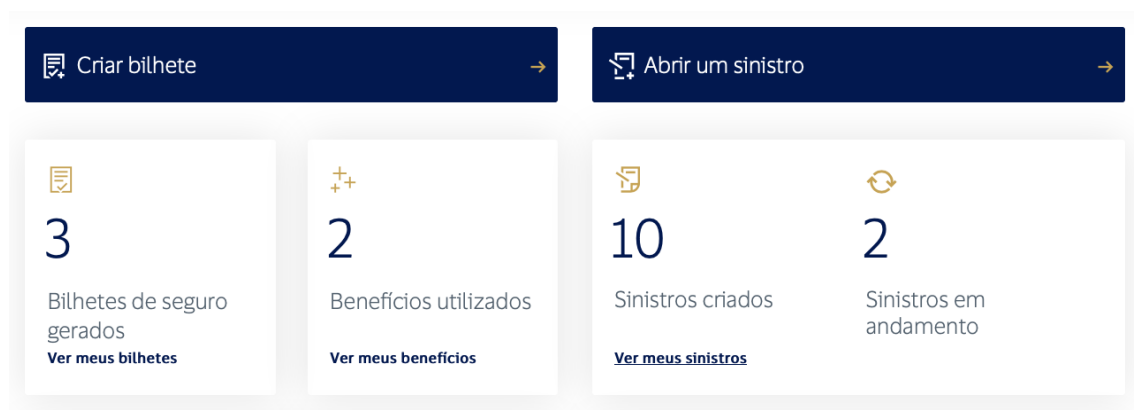 Criar bilhete
Abrir um sinistro
3
Bilhetes de seguro
gerados
Ver meus bilhetes
2
Benefícios utilizados
Ver meus benefícios
10
Sinistros criados
Ver meus sinistros
2
Sinistros em
andamento